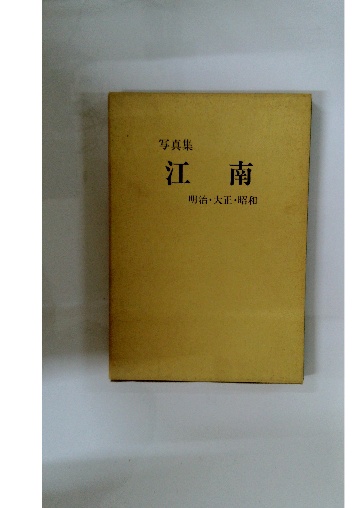 写真集
江 南
明治・大正・昭和